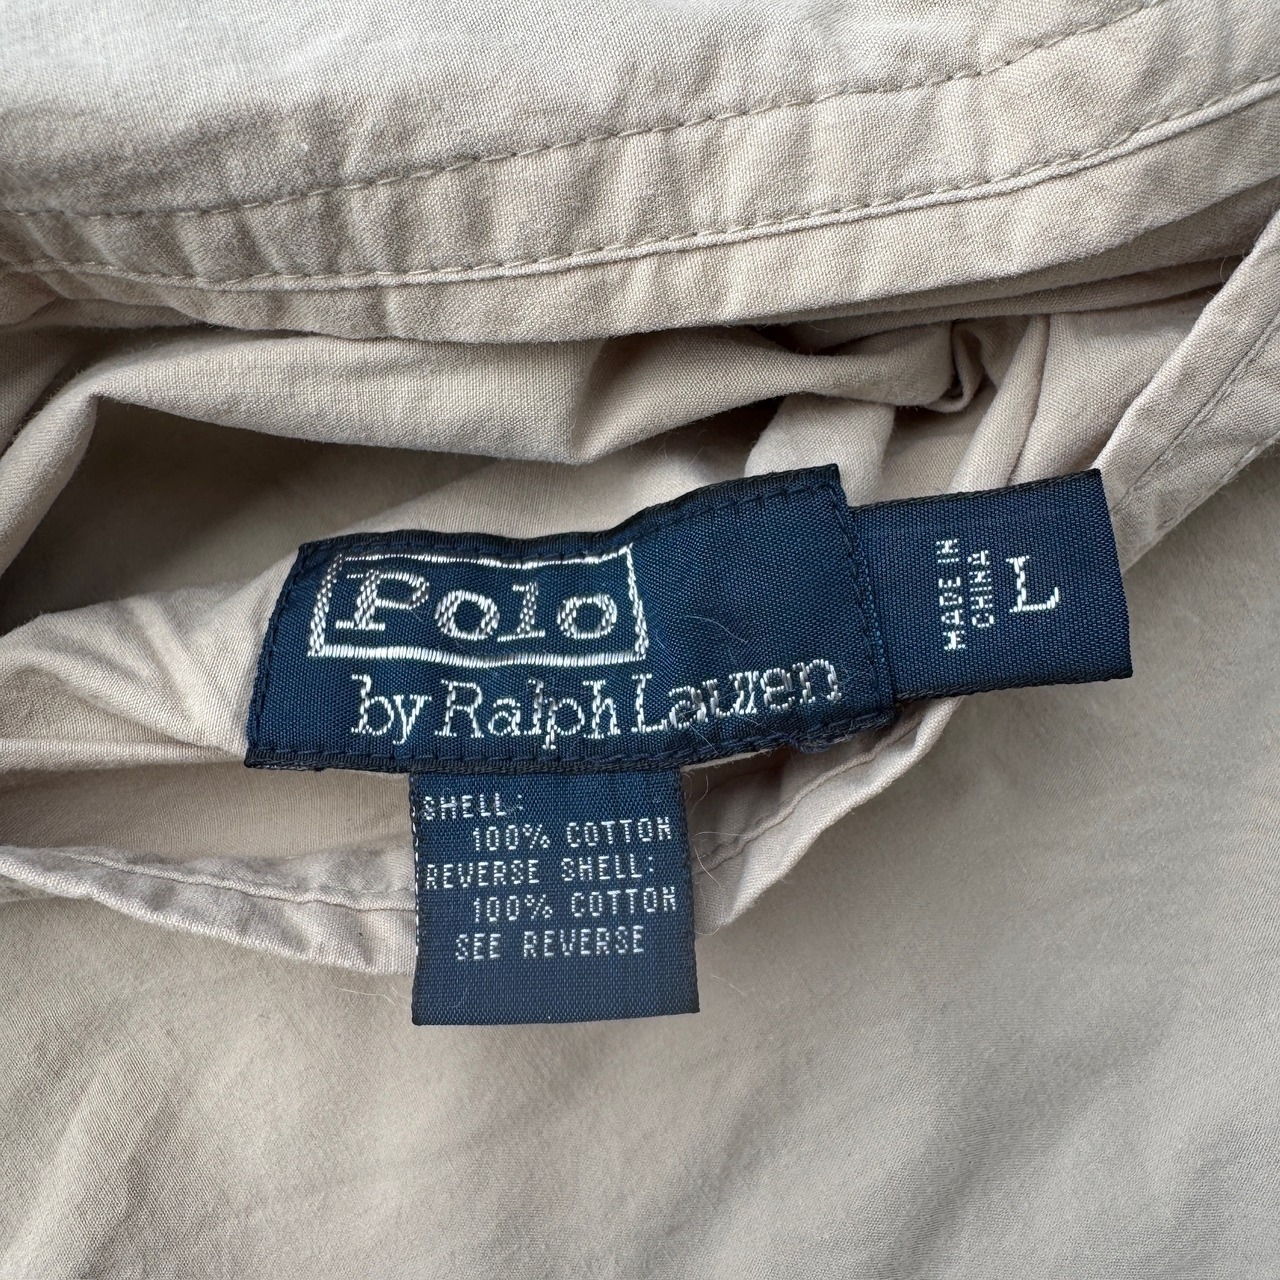 Polo
by Ralph Lauren
MADE IN
CHINA
L
SHELL:
100% COTTON
REVERSE SHELL:
100% COTTON
SEE REVERSE